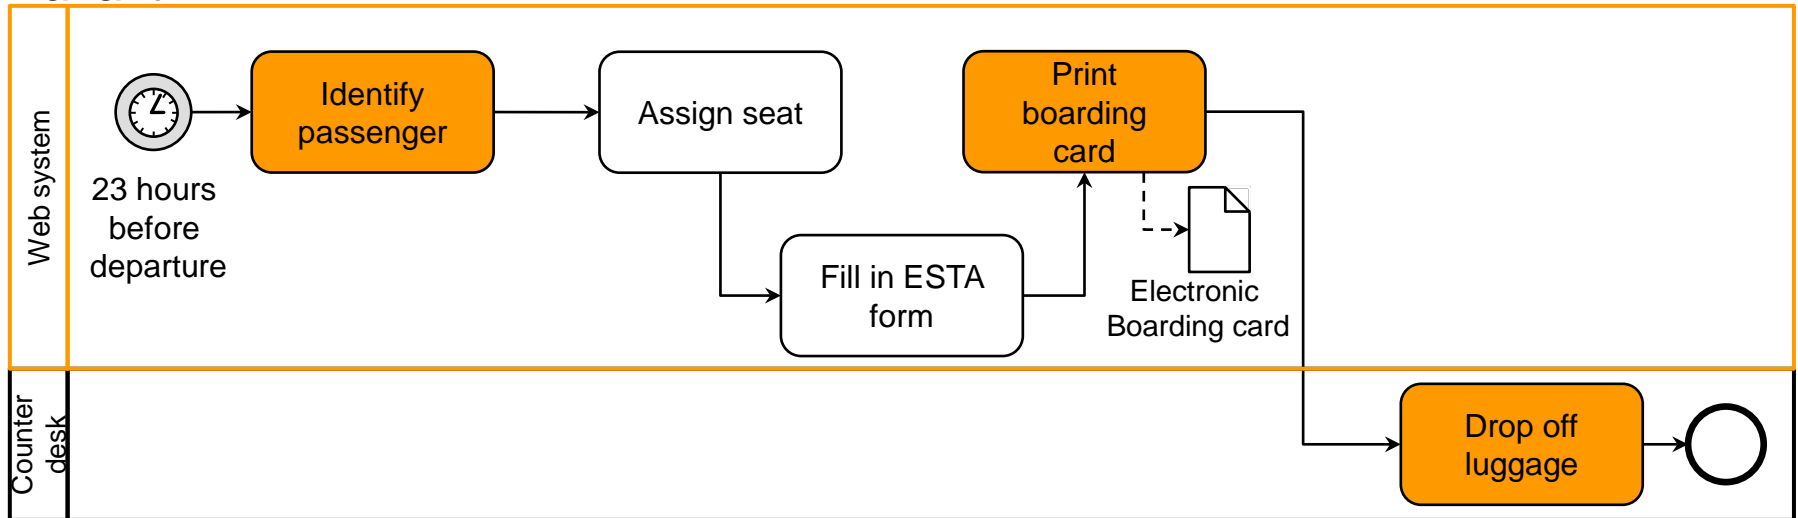 Web system
23 hours
before
departure
Identify
passenger
Assign seat
Fill in ESTA
form
Print
boarding
card
Electronic
Boarding card
Counter
desk
Drop off
luggage